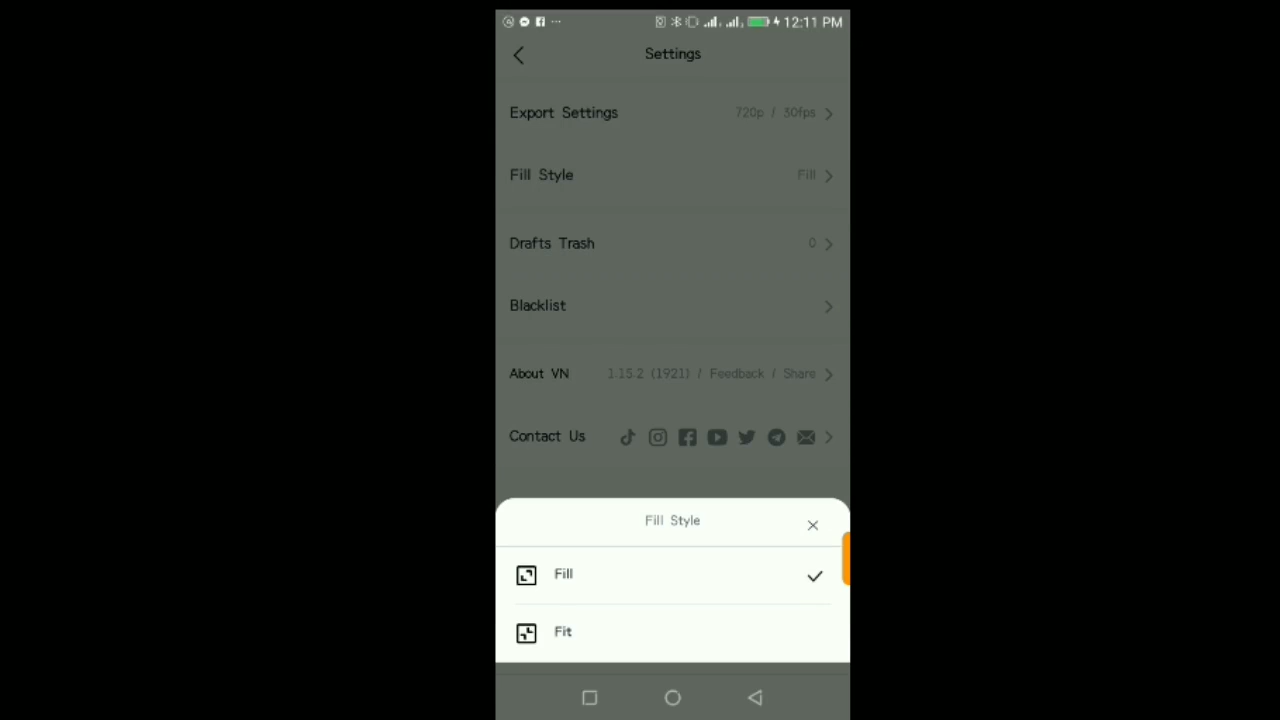 12:11 PM
Settings
Export Settings 720p / 30fps
Fill Style Fill
Drafts Trash 0
Blacklist
About VN 1.15.2 (1921) / Feedback / Share
Contact Us
Fill Style
Fill
Fit